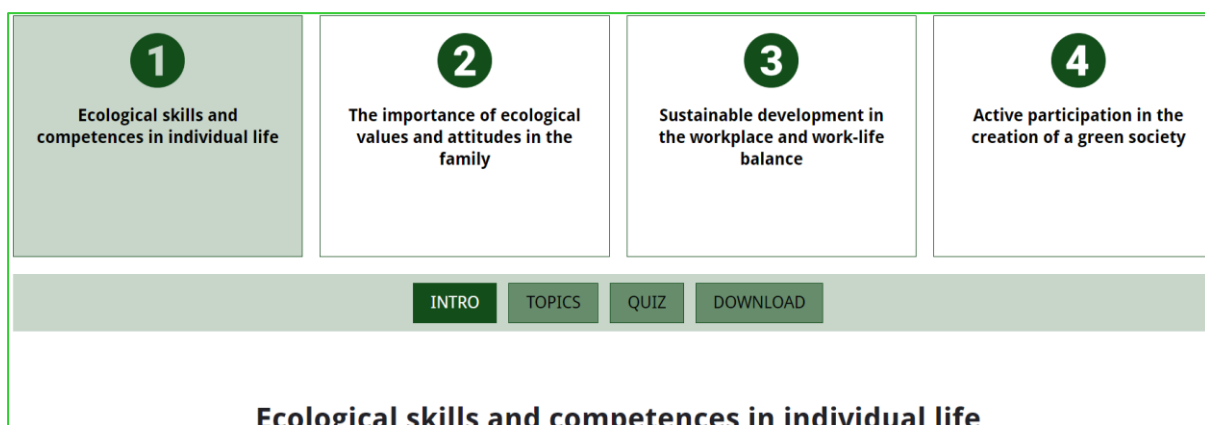 1
Ecological skills and
competences in individual life
2
The importance of ecological
values and attitudes in the
family
3
Sustainable development in
the workplace and work-life
balance
4
Active participation in the
creation of a green society
INTRO
TOPICS
QUIZ
DOWNLOAD
Ecological skills and competences in individual life